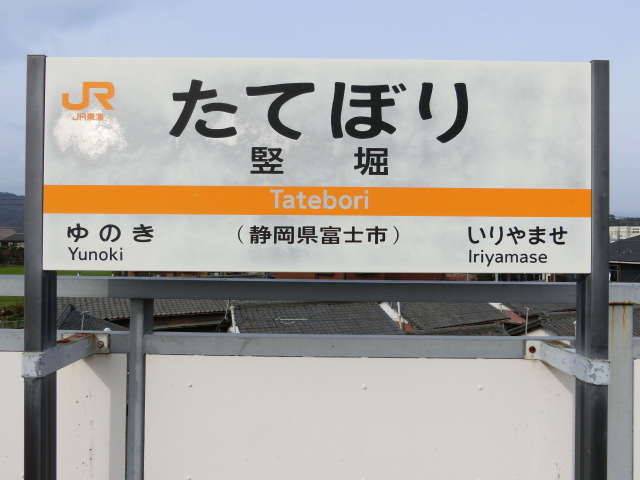 JR
JR東海
たてぼり
竪堀
Tatebori
ゆのき
Yunoki
(静岡県富士市)
いりやませ
Iriyamase